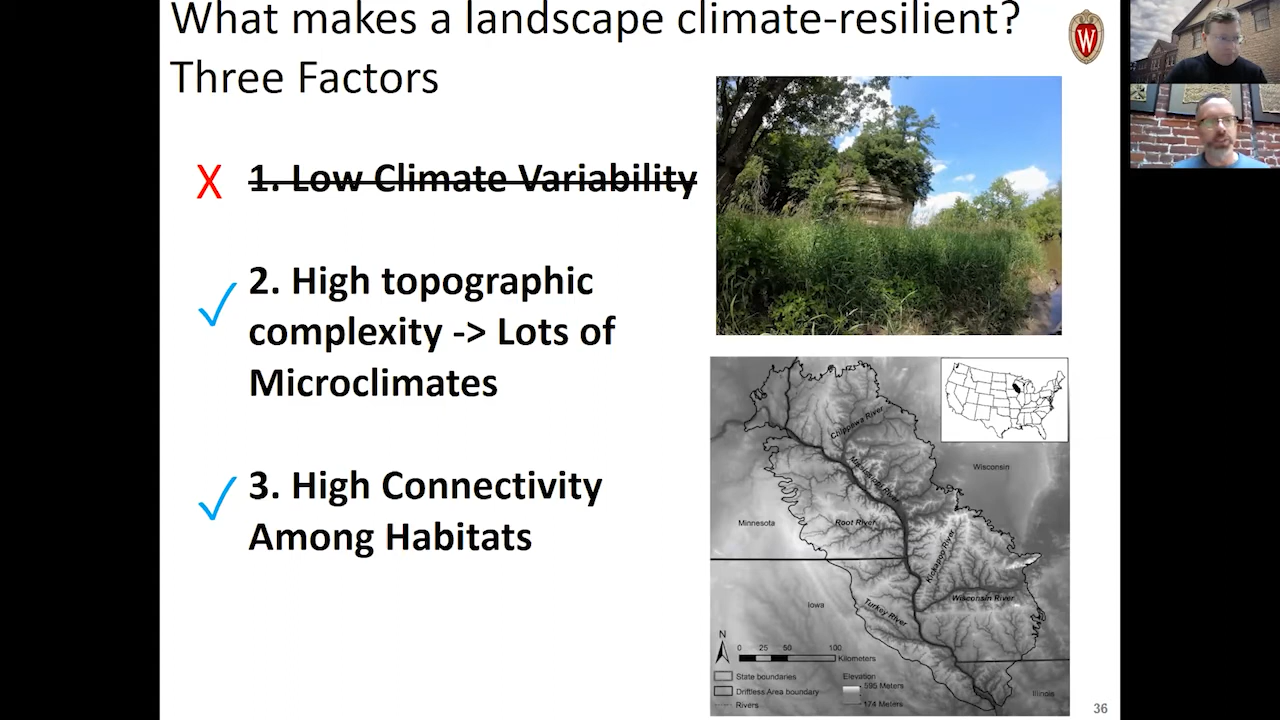 What makes a landscape climate-resilient?
Three Factors
W
X
1. Low Climate Variability
2. High topographic
complexity -> Lots of
Microclimates
3. High Connectivity
Among Habitats
Chippewa River
Mississippi River
Wisconsin
Minnesota
Root River
Kickapoo River
Wisconsin River
Iowa
Turkey River
N
0 25 50 100
Kilometers
State boundaries
Driftless Area boundary
Rivers
Elevation
595 Meters
174 Meters
Illinois
36